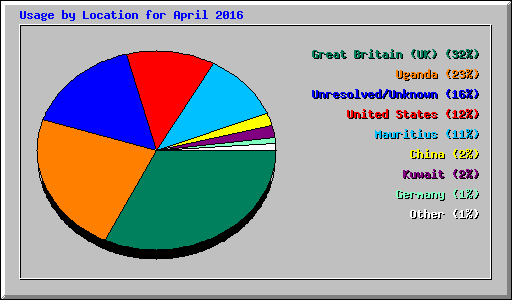 Usage by Location for April 2016
Great Britain (UK) (32%)
Uganda (23%)
Unresolved/Unknown (16%)
United States (12%)
Mauritius (11%)
China (2%)
Kuwait (2%)
Germany (1%)
Other (1%)